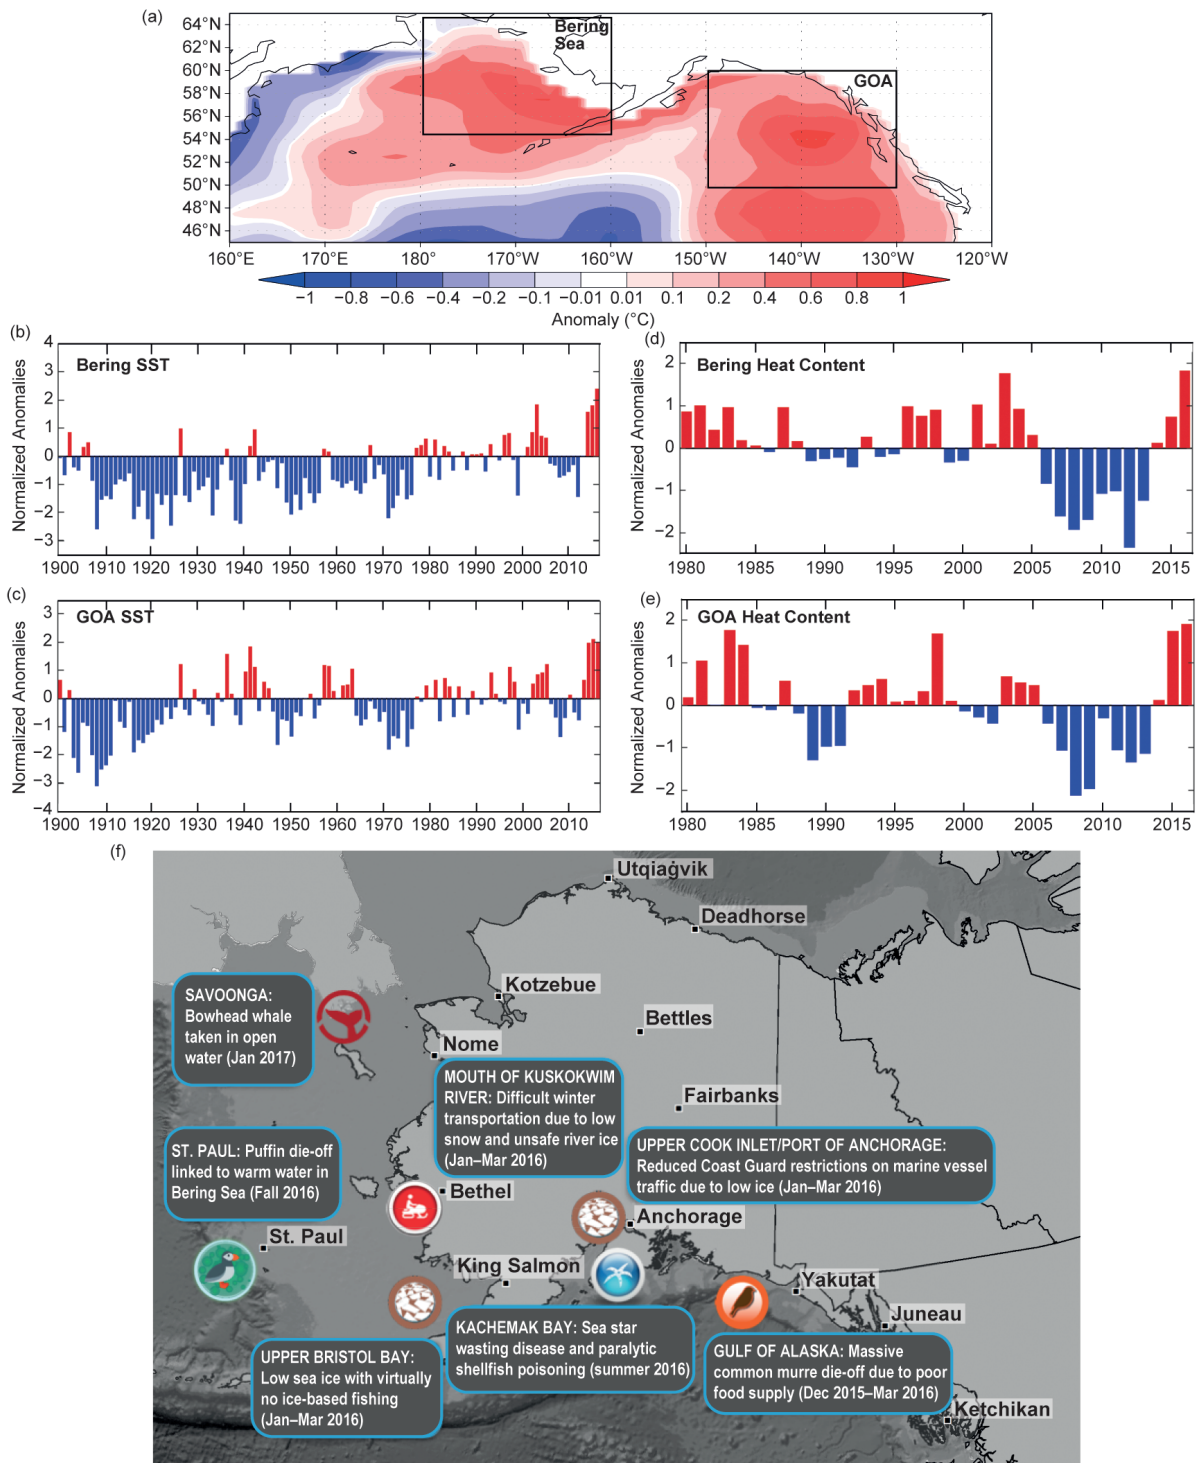 (a)
64°N
62°N
60°N
58°N
56°N
54°N
52°N
50°N
48°N
46°N
Bering
Sea
GOA
160°E 170°E 180° 170°W 160°W 150°W 140°W 130°W 120°W
−1 −0.8 −0.6 −0.4 −0.2 −0.1 −0.01 0.01 0.1 0.2 0.4 0.6 0.8 1
Anomaly (°C)
(b)
Normalized Anomalies
4
3
2
1
0
−1
−2
−3
Bering SST
1900 1910 1920 1930 1940 1950 1960 1970 1980 1990 2000 2010
(d)
Normalized Anomalies
2
1
0
−1
−2
Bering Heat Content
1980 1985 1990 1995 2000 2005 2010 2015
(c)
Normalized Anomalies
3
2
1
0
−1
−2
−3
−4
GOA SST
1900 1910 1920 1930 1940 1950 1960 1970 1980 1990 2000 2010
(e)
Normalized Anomalies
2
1
0
−1
−2
GOA Heat Content
1980 1985 1990 1995 2000 2005 2010 2015
(f)
Utqiaġvik
Deadhorse
Kotzebue
Bettles
SAVOONGA:
Bowhead whale
taken in open
water (Jan 2017)
Nome
MOUTH OF KUSKOKWIM
RIVER: Difficult winter
transportation due to low
snow and unsafe river ice
(Jan–Mar 2016)
Fairbanks
ST. PAUL: Puffin die-off
linked to warm water in
Bering Sea (Fall 2016)
UPPER COOK INLET/PORT OF ANCHORAGE:
Reduced Coast Guard restrictions on marine vessel
traffic due to low ice (Jan–Mar 2016)
Bethel
Anchorage
St. Paul
King Salmon
Yakutat
Juneau
KACHEMAK BAY: Sea star
wasting disease and paralytic
shellfish poisoning (summer 2016)
UPPER BRISTOL BAY:
Low sea ice with virtually
no ice-based fishing
(Jan–Mar 2016)
GULF OF ALASKA: Massive
common murre die-off due to poor
food supply (Dec 2015–Mar 2016)
Ketchikan